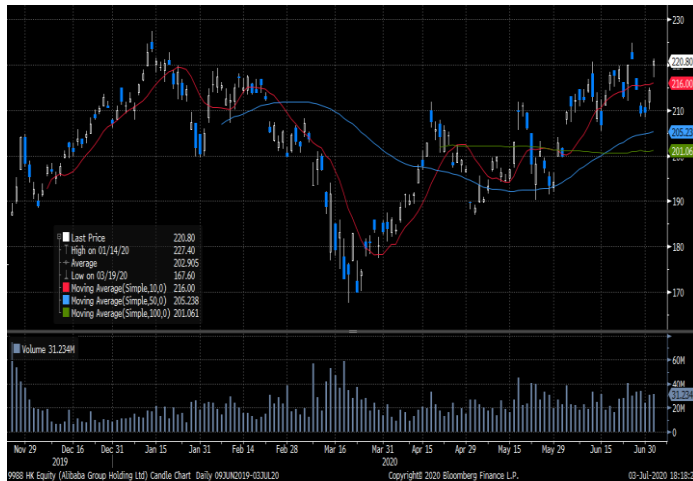 230
220.80
216.00
210
205.23
201.06
200
190
180
170
Last Price 220.80
High on 01/14/20 227.40
Average 202.905
Low on 03/19/20 167.60
Moving Average(Simple,10,0) 216.00
Moving Average(Simple,50,0) 205.238
Moving Average(Simple,100,0) 201.061
Volume 31.234M
60M
40M
31.234
20M
0
Nov 29 Dec 16 Dec 31 Jan 15 Jan 31 Feb 14 Feb 28 Mar 16 Mar 31 Apr 15 Apr 29 May 15 May 29 Jun 15 Jun 30
2019 2020
9988 HK Equity (Alibaba Group Holding Ltd) Candle Chart Daily 09JUN2019-03JUL20 Copyright© 2020 Bloomberg Finance L.P. 03-Jul-2020 18:18:2